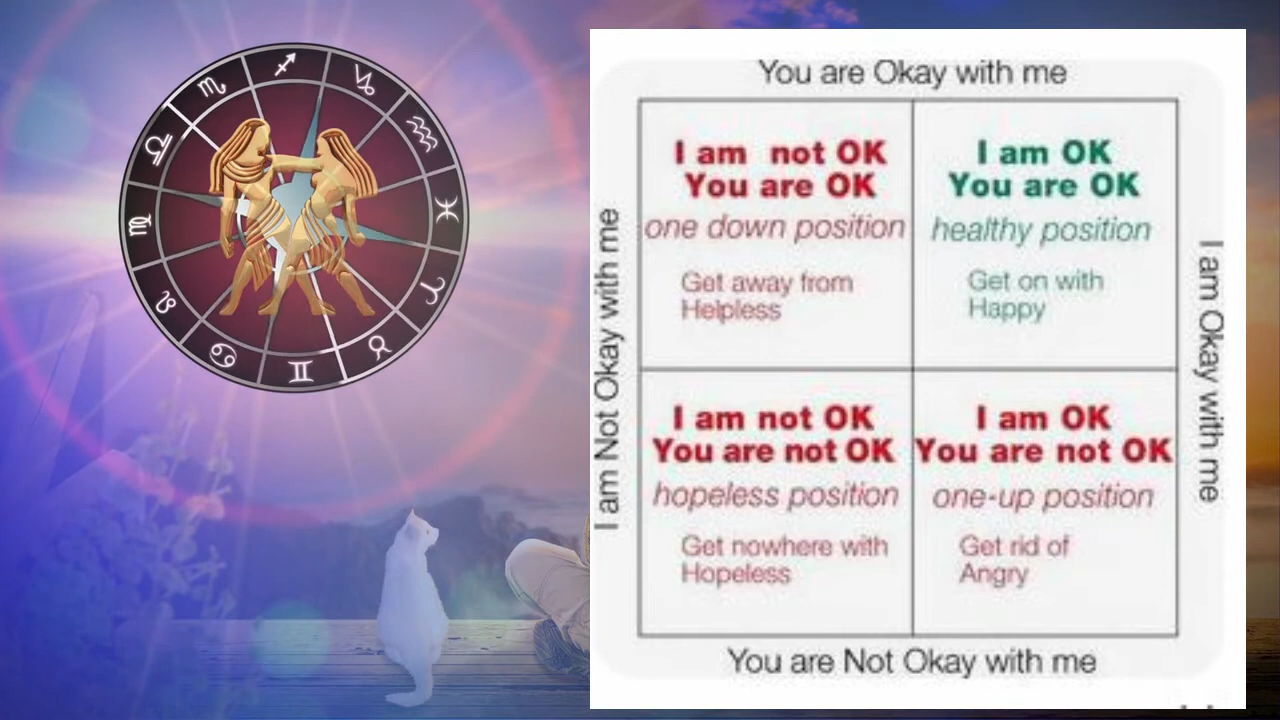 You are Okay with me
I am Not Okay with me
I am not OK
You are OK
one down position
Get away from
Helpless
I am OK
You are OK
healthy position
Get on with
Happy
I am not OK
You are not OK
hopeless position
Get nowhere with
Hopeless
I am OK
You are not OK
one-up position
Get rid of
Angry
I am Okay with me
You are Not Okay with me